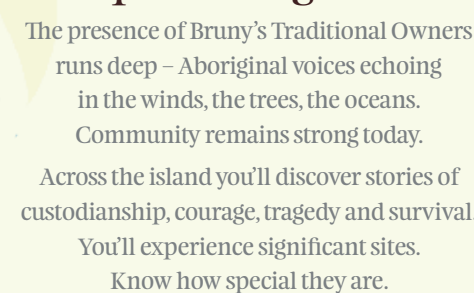 The presence of Bruny’s Traditional Owners
runs deep – Aboriginal voices echoing
in the winds, the trees, the oceans.
Community remains strong today.
Across the island you’ll discover stories of
custodianship, courage, tragedy and survival.
You’ll experience significant sites.
Know how special they are.